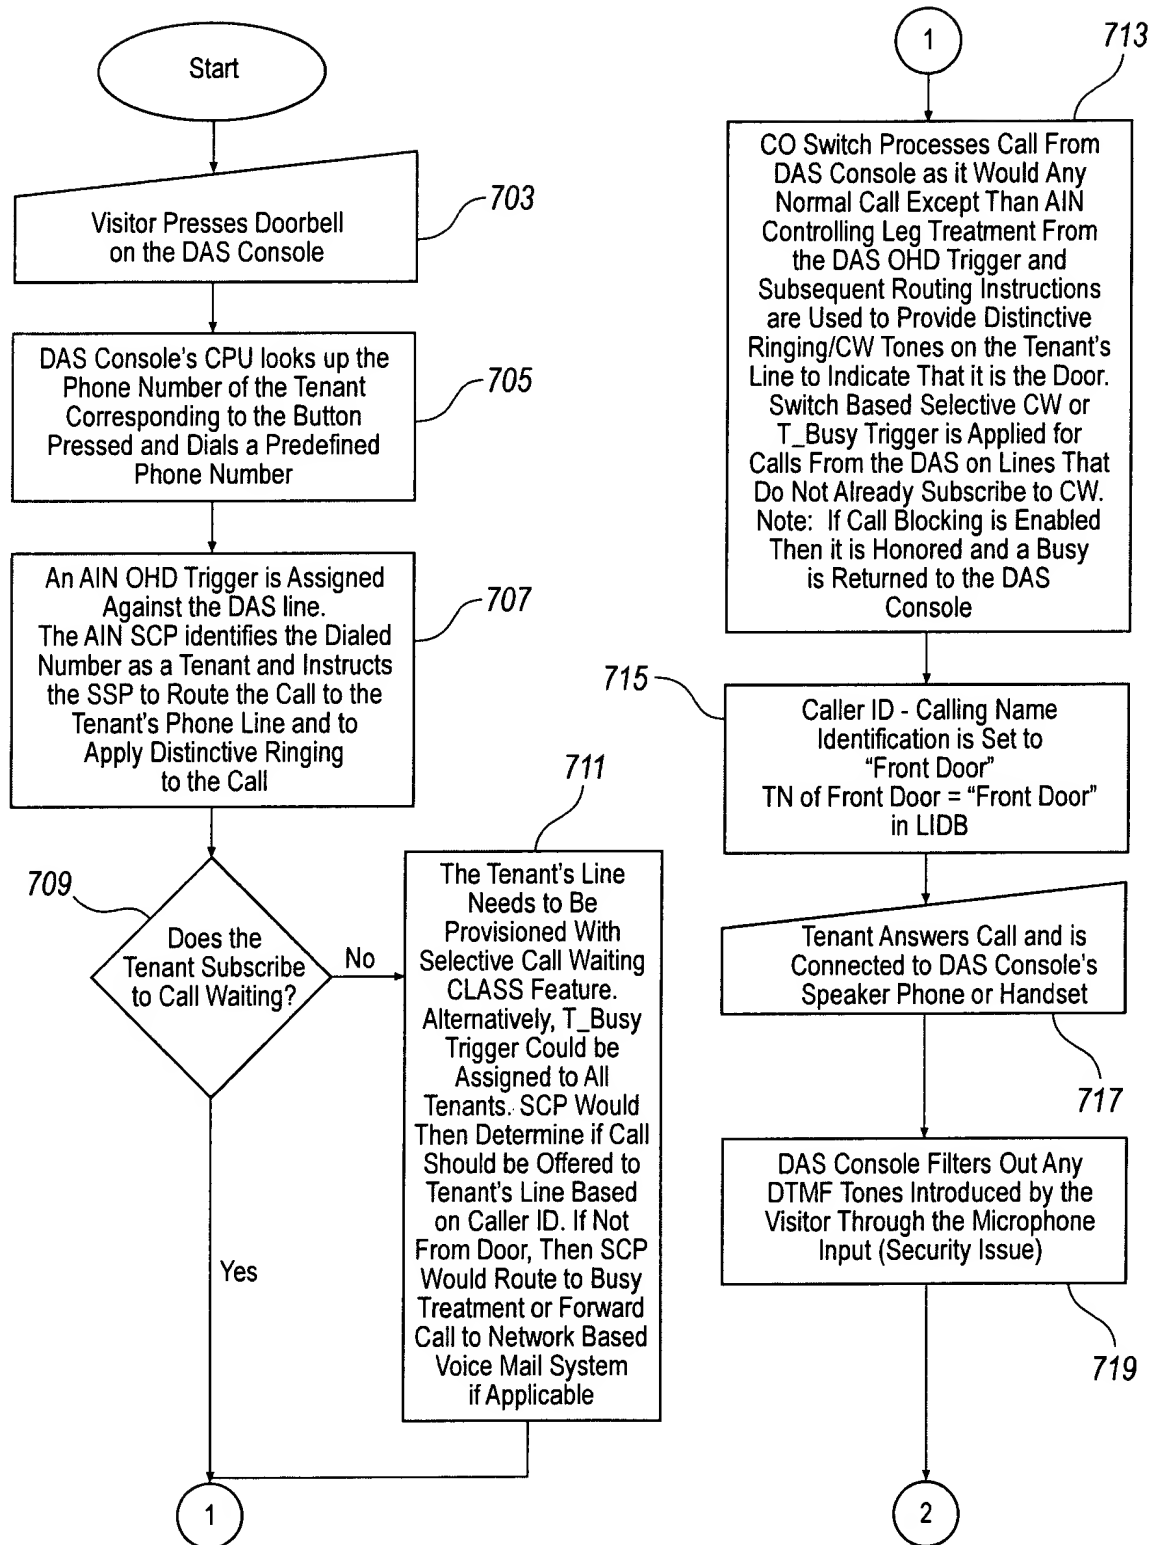 Start
703
Visitor Presses Doorbell
on the DAS Console
DAS Console's CPU looks up the
Phone Number of the Tenant
Corresponding to the Button
Pressed and Dials a Predefined
Phone Number
705
An AIN OHD Trigger is Assigned
Against the DAS line.
The AIN SCP identifies the Dialed
Number as a Tenant and Instructs
the SSP to Route the Call to the
Tenant's Phone Line and to
Apply Distinctive Ringing
to the Call
707
709
Does the
Tenant Subscribe
to Call Waiting?
No
Yes
711
The Tenant's Line
Needs to Be
Provisioned With
Selective Call Waiting
CLASS Feature.
Alternatively, T_Busy
Trigger Could be
Assigned to All
Tenants. SCP Would
Then Determine if Call
Should be Offered to
Tenant's Line Based
on Caller ID. If Not
From Door, Then SCP
Would Route to Busy
Treatment or Forward
Call to Network Based
Voice Mail System
if Applicable
1
1
713
CO Switch Processes Call From
DAS Console as it Would Any
Normal Call Except Than AIN
Controlling Leg Treatment From
the DAS OHD Trigger and
Subsequent Routing Instructions
are Used to Provide Distinctive
Ringing/CW Tones on the Tenant's
Line to Indicate That it is the Door.
Switch Based Selective CW or
T_Busy Trigger is Applied for
Calls From the DAS on Lines That
Do Not Already Subscribe to CW.
Note: If Call Blocking is Enabled
Then it is Honored and a Busy
is Returned to the DAS
Console
715
Caller ID - Calling Name
Identification is Set to
"Front Door"
TN of Front Door = "Front Door"
in LIDB
Tenant Answers Call and is
Connected to DAS Console's
Speaker Phone or Handset
717
DAS Console Filters Out Any
DTMF Tones Introduced by the
Visitor Through the Microphone
Input (Security Issue)
719
2